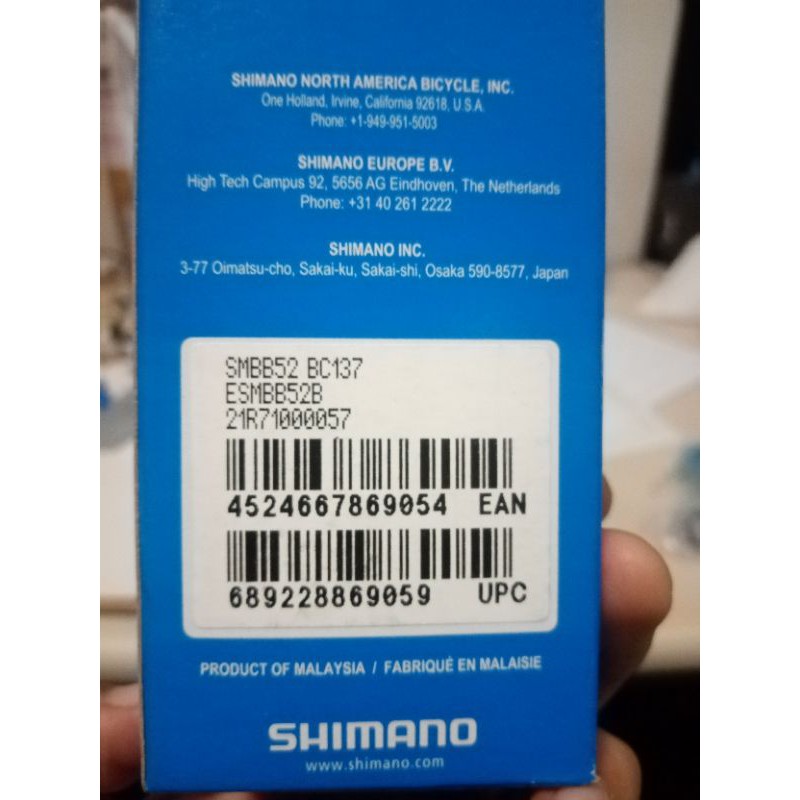 SHIMANO NORTH AMERICA BICYCLE, INC.
One Holland, Irvine, California 92618, U.S.A.
Phone: +1-949-951-5003
SHIMANO EUROPE B.V.
High Tech Campus 92, 5656 AG Eindhoven, The Netherlands
Phone: +31 40 261 2222
SHIMANO INC.
3-77 Oimatsu-cho, Sakai-ku, Sakai-shi, Osaka 590-8577, Japan
SMBB52 BC137
ESMBB52B
21R71000057
4524667869054 EAN
689228869059 UPC
PRODUCT OF MALAYSIA / FABRIQUÉ EN MALAISIE
SHIMANO
www.shimano.com